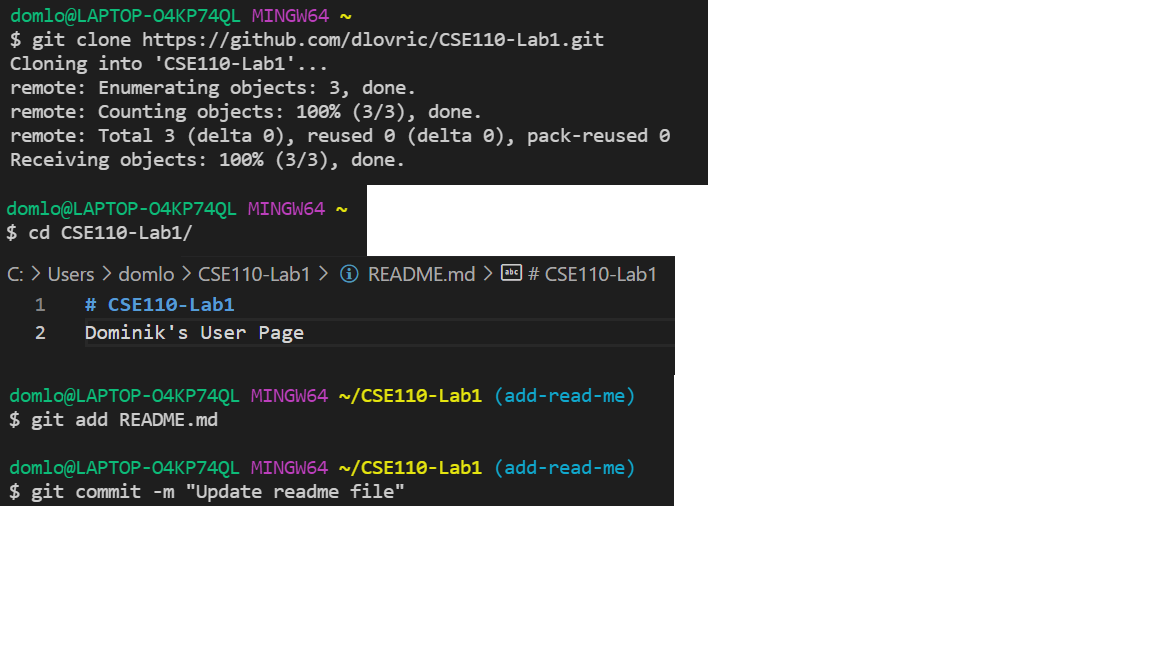 domlo@LAPTOP-O4KP74QL MINGW64 ~
$ git clone https://github.com/dlovric/CSE110-Lab1.git
Cloning into 'CSE110-Lab1'...
remote: Enumerating objects: 3, done.
remote: Counting objects: 100% (3/3), done.
remote: Total 3 (delta 0), reused 0 (delta 0), pack-reused 0
Receiving objects: 100% (3/3), done.
domlo@LAPTOP-O4KP74QL MINGW64 ~
$ cd CSE110-Lab1/
C: > Users > domlo > CSE110-Lab1 > README.md > abc # CSE110-Lab1
1 # CSE110-Lab1
2 Dominik's User Page
domlo@LAPTOP-O4KP74QL MINGW64 ~/CSE110-Lab1 (add-read-me)
$ git add README.md
domlo@LAPTOP-O4KP74QL MINGW64 ~/CSE110-Lab1 (add-read-me)
$ git commit -m "Update readme file"